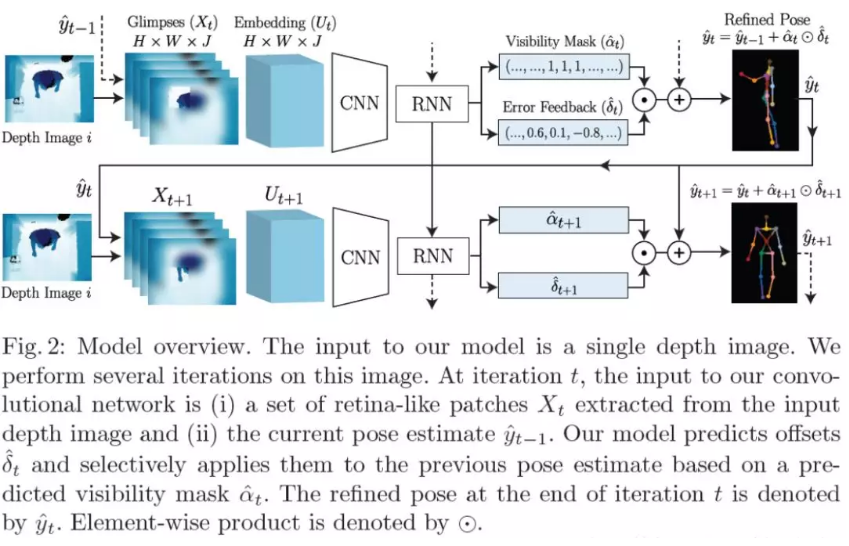 ŷₜ₋₁
Glimpses (Xₜ)
H × W × J
Embedding (Uₜ)
H × W × J
Depth Image i
CNN
RNN
Visibility Mask (α̂ₜ)
(..., ..., 1, 1, 1, ..., ...)
Error Feedback (δ̂ₜ)
(..., 0.6, 0.1, −0.8, ...)
Refined Pose
ŷₜ = ŷₜ₋₁ + α̂ₜ ⊙ δ̂ₜ
ŷₜ
ŷₜ
Xₜ₊₁
Uₜ₊₁
Depth Image i
CNN
RNN
α̂ₜ₊₁
δ̂ₜ₊₁
ŷₜ₊₁ = ŷₜ + α̂ₜ₊₁ ⊙ δ̂ₜ₊₁
ŷₜ₊₁
Fig. 2: Model overview. The input to our model is a single depth image. We
perform several iterations on this image. At iteration t, the input to our convo-
lutional network is (i) a set of retina-like patches Xₜ extracted from the input
depth image and (ii) the current pose estimate ŷₜ₋₁. Our model predicts offsets
δ̂ₜ and selectively applies them to the previous pose estimate based on a pre-
dicted visibility mask α̂ₜ. The refined pose at the end of iteration t is denoted
by ŷₜ. Element-wise product is denoted by ⊙.